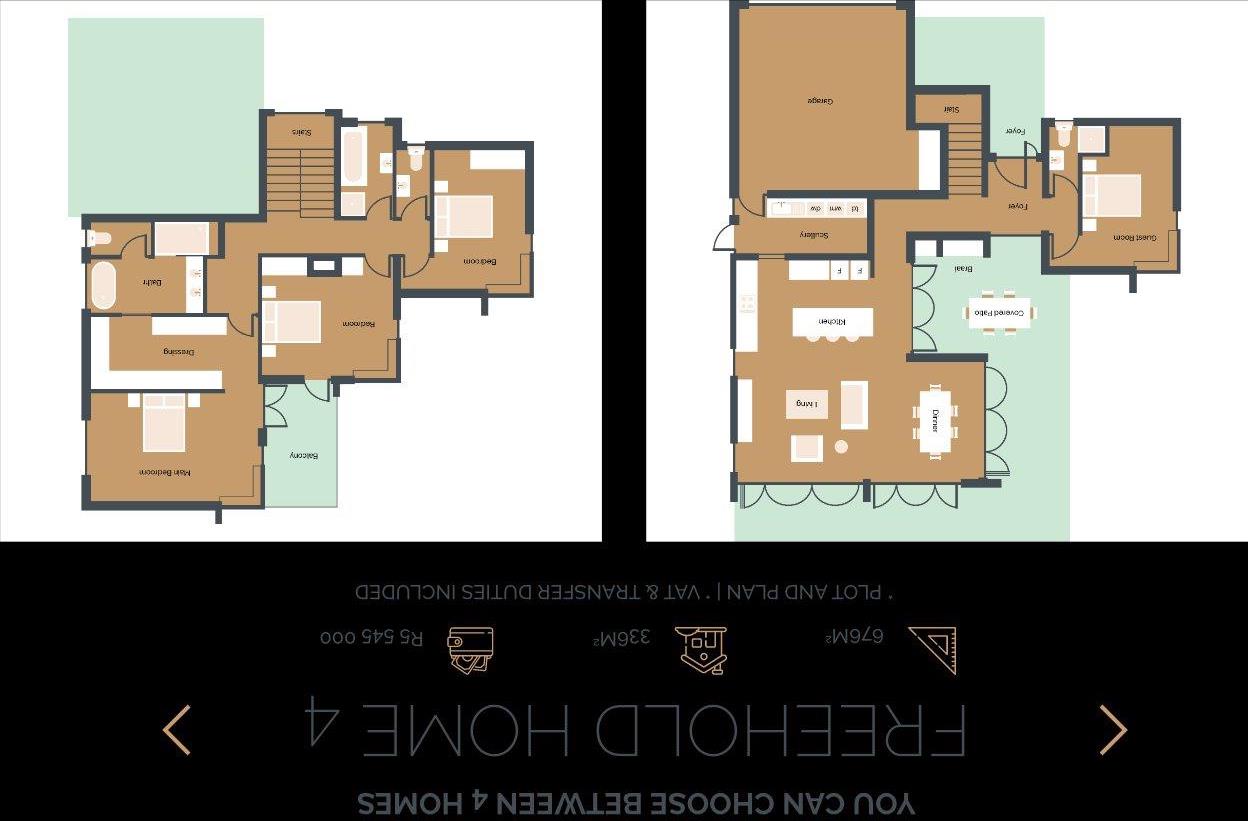 YOU CAN CHOOSE BETWEEN 4 HOMES
FREEHOLD HOME 4
676M²
336M²
R5 545 000
* PLOT AND PLAN | * VAT & TRANSFER DUTIES INCLUDED
Living
Dinner
Kitchen
Covered Patio
F F
Braai
Scullery
Guest Room
td wm dw
Foyer
Foyer
Stair
Garage
Main Bedroom
Balcony
Dressing
Bedroom
Bath
Bedroom
Stairs